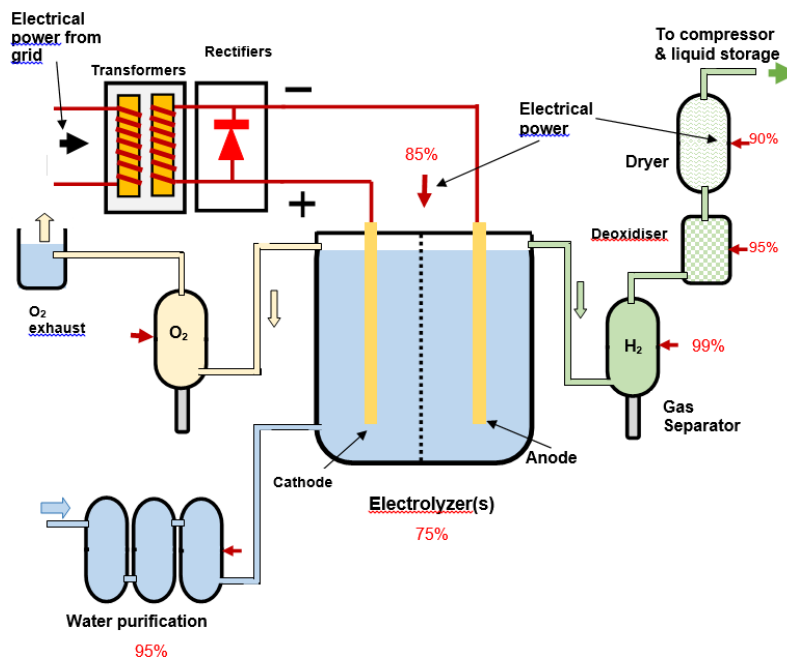 Electrical
power from
grid
Transformers
Rectifiers
To compressor
& liquid storage
Electrical
power
85%
90%
Dryer
Deoxidiser
95%
O₂
exhaust
O₂
H₂
99%
Gas
Separator
Cathode
Anode
Electrolyzer(s)
75%
Water purification
95%